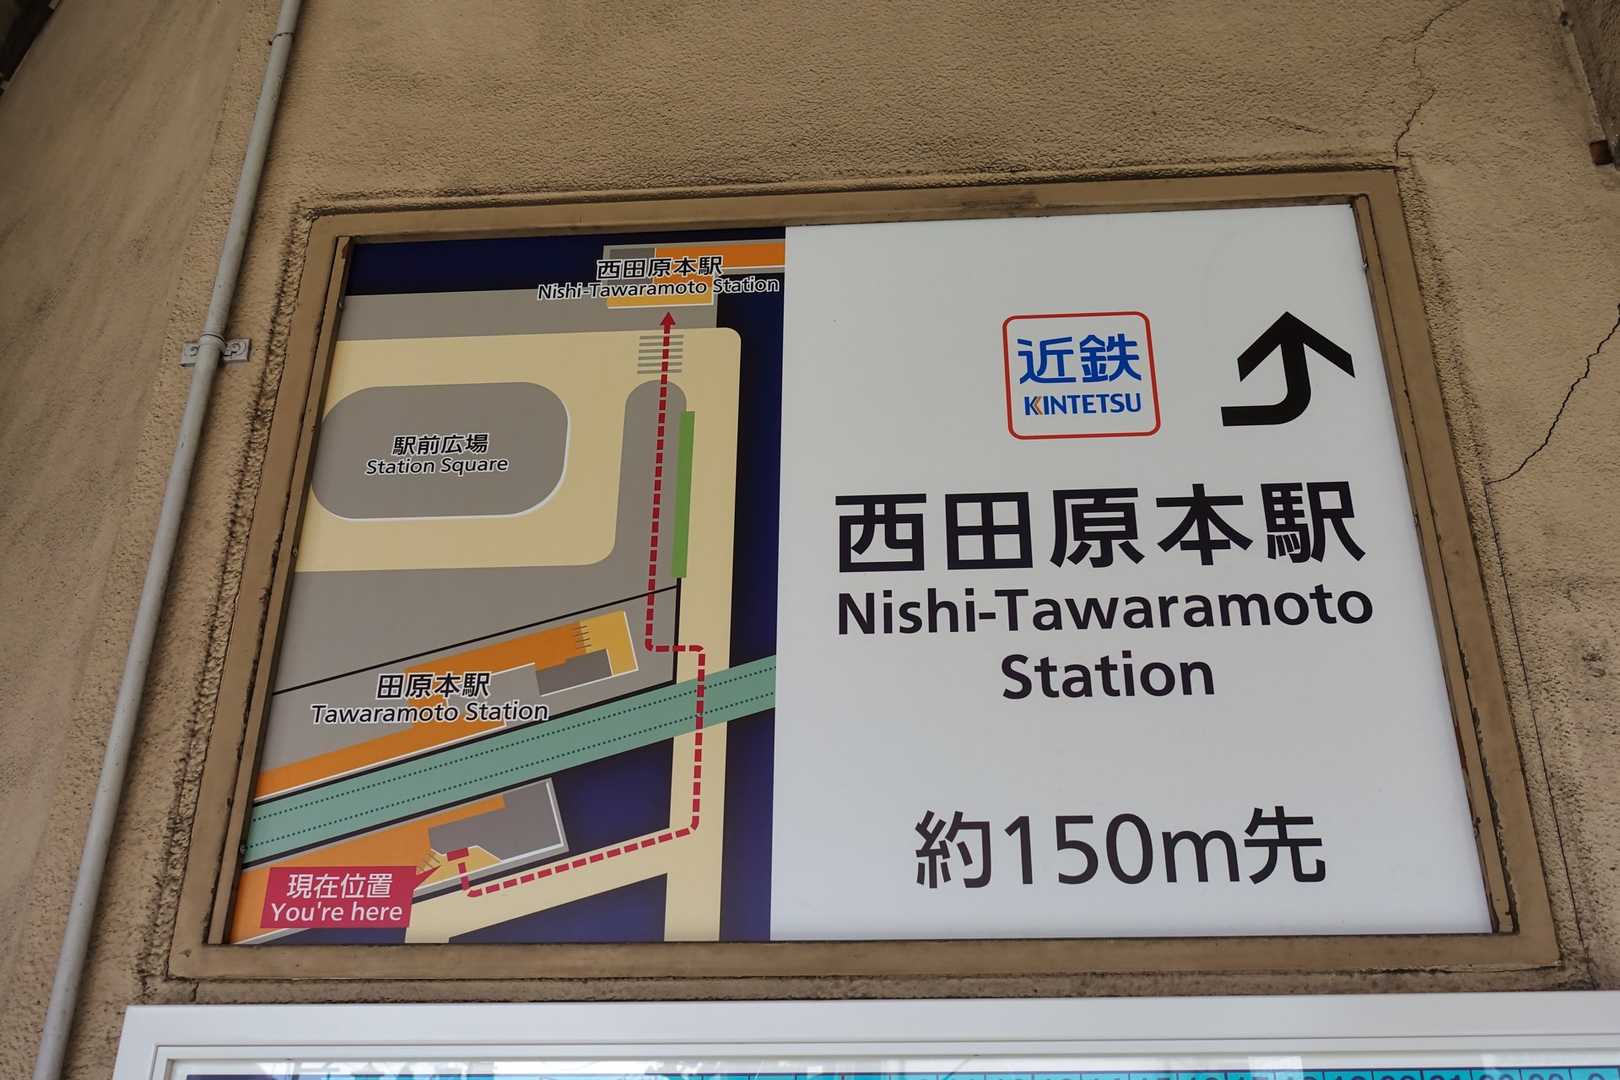 西田原本駅
Nishi-Tawaramoto Station
駅前広場
Station Square
田原本駅
Tawaramoto Station
現在位置
You're here
近鉄
KINTETSU
西田原本駅
Nishi-Tawaramoto
Station
約150m先